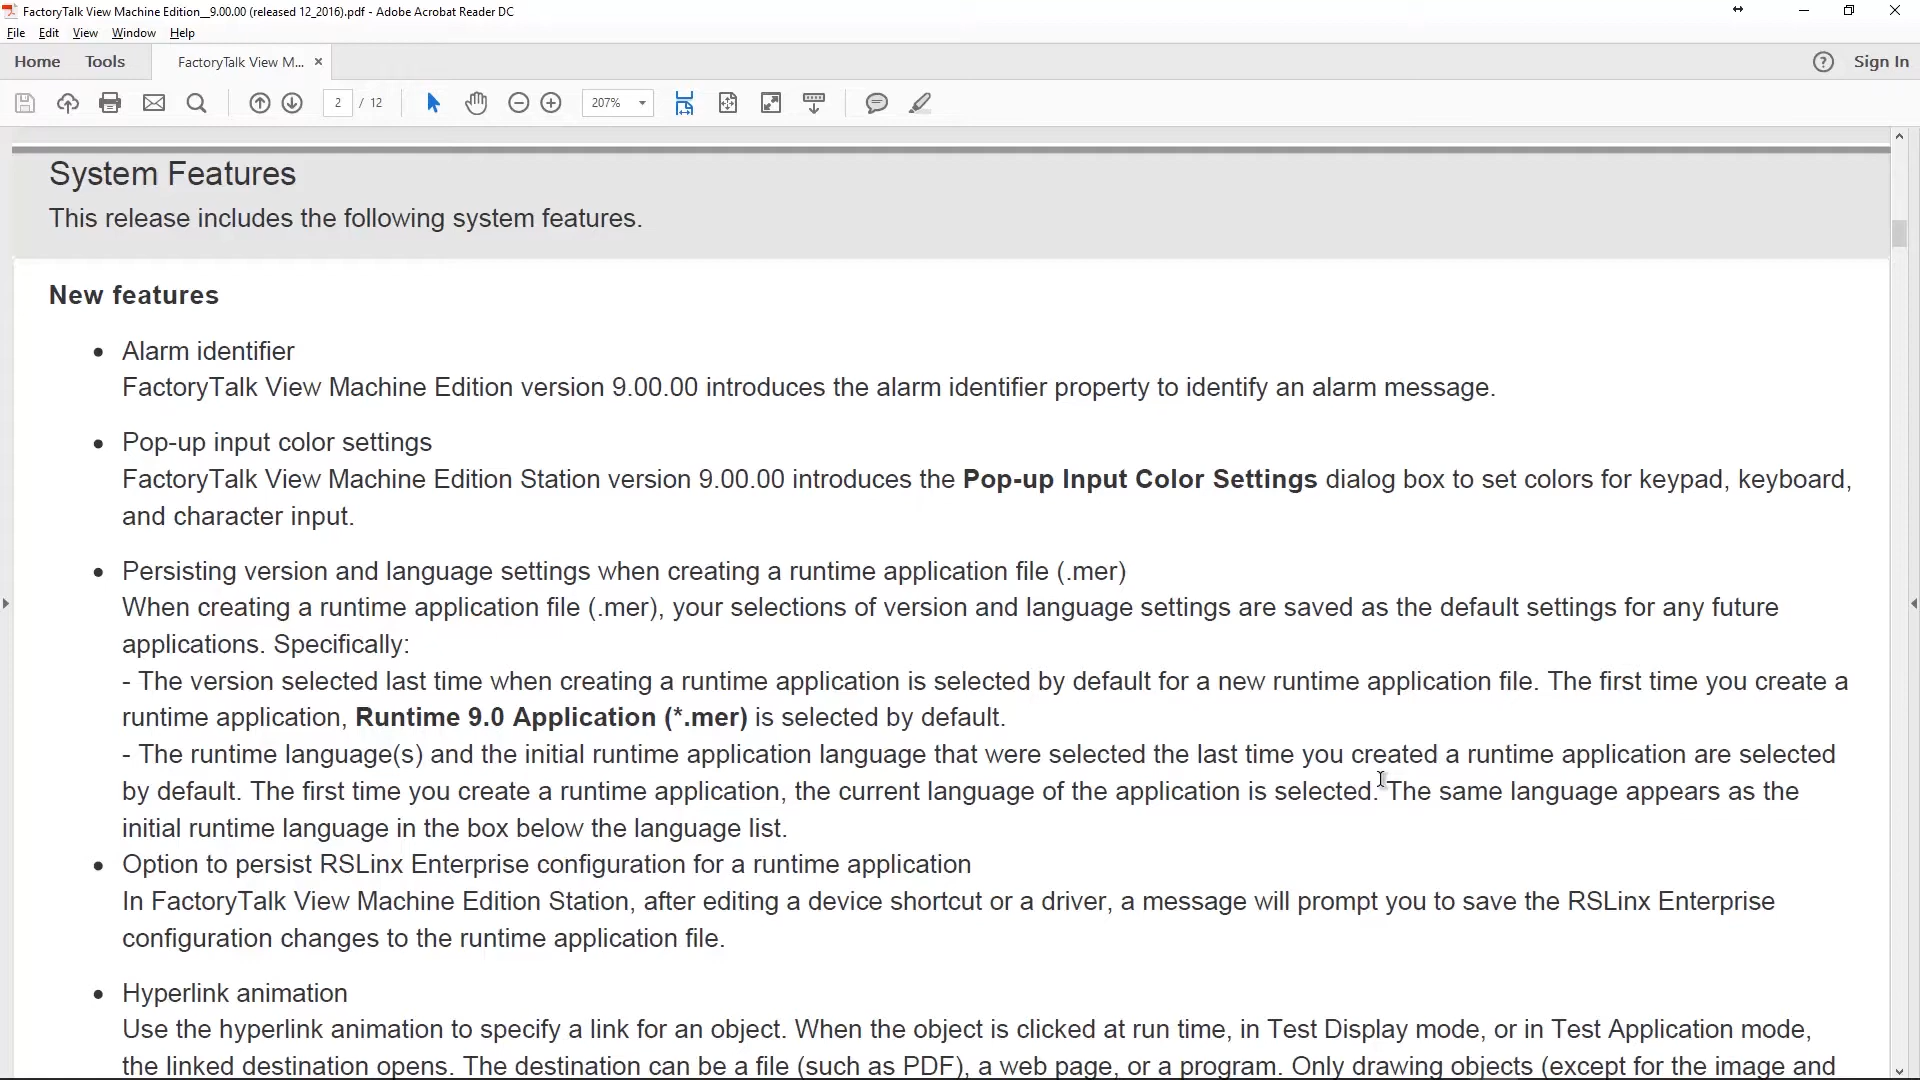 FactoryTalk View Machine Edition__9.00.00 (released 12_2016).pdf - Adobe Acrobat Reader DC
File Edit View Window Help
Home Tools FactoryTalk View M... × ? Sign In
2 / 12 207%
System Features
This release includes the following system features.
New features
• Alarm identifier
FactoryTalk View Machine Edition version 9.00.00 introduces the alarm identifier property to identify an alarm message.
• Pop-up input color settings
FactoryTalk View Machine Edition Station version 9.00.00 introduces the Pop-up Input Color Settings dialog box to set colors for keypad, keyboard,
and character input.
• Persisting version and language settings when creating a runtime application file (.mer)
When creating a runtime application file (.mer), your selections of version and language settings are saved as the default settings for any future
applications. Specifically:
- The version selected last time when creating a runtime application is selected by default for a new runtime application file. The first time you create a
runtime application, Runtime 9.0 Application (*.mer) is selected by default.
- The runtime language(s) and the initial runtime application language that were selected the last time you created a runtime application are selected
by default. The first time you create a runtime application, the current language of the application is selected. The same language appears as the
initial runtime language in the box below the language list.
• Option to persist RSLinx Enterprise configuration for a runtime application
In FactoryTalk View Machine Edition Station, after editing a device shortcut or a driver, a message will prompt you to save the RSLinx Enterprise
configuration changes to the runtime application file.
• Hyperlink animation
Use the hyperlink animation to specify a link for an object. When the object is clicked at run time, in Test Display mode, or in Test Application mode,
the linked destination opens. The destination can be a file (such as PDF), a web page, or a program. Only drawing objects (except for the image and